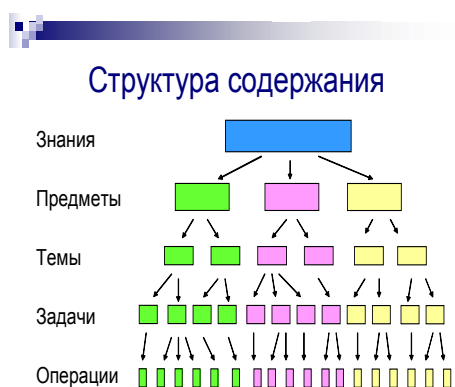 Структура содержания
Знания
Предметы
Темы
Задачи
Операции